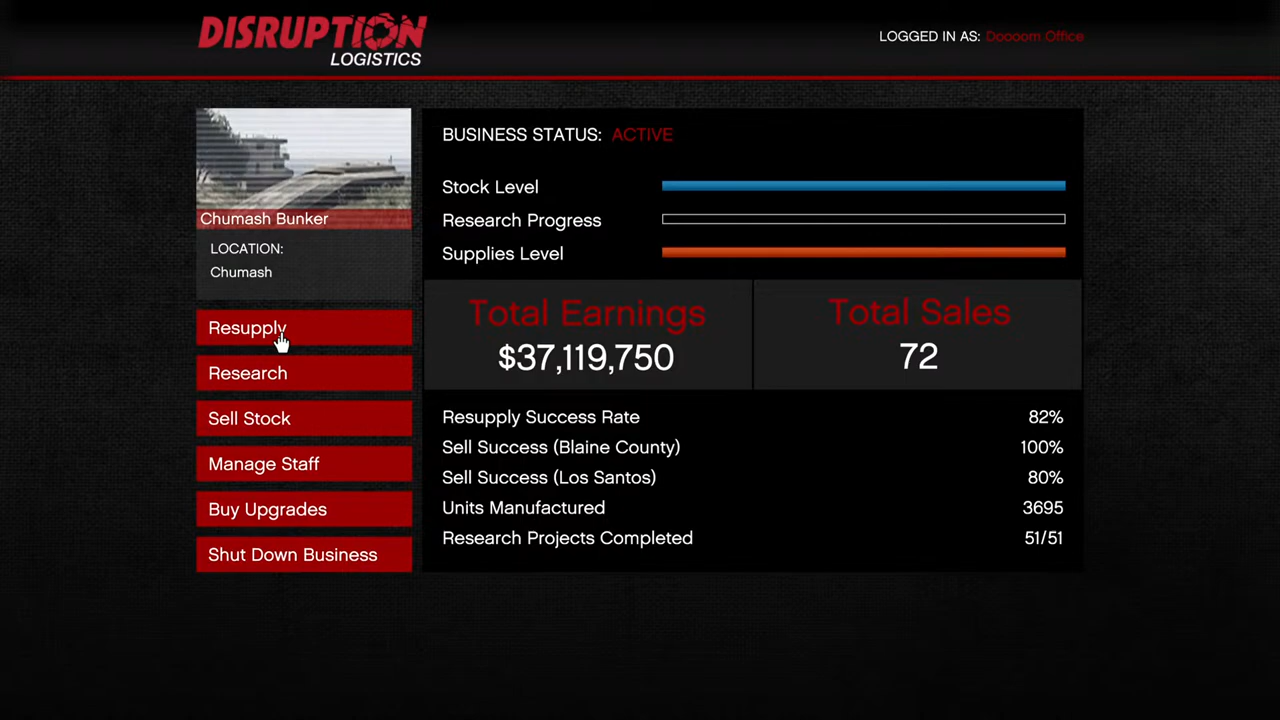 DISRUPTION
LOGISTICS
LOGGED IN AS: Doooom Office
Chumash Bunker
LOCATION:
Chumash
Resupply
Research
Sell Stock
Manage Staff
Buy Upgrades
Shut Down Business
BUSINESS STATUS: ACTIVE
Stock Level
Research Progress
Supplies Level
Total Earnings
$37,119,750
Total Sales
72
Resupply Success Rate 82%
Sell Success (Blaine County) 100%
Sell Success (Los Santos) 80%
Units Manufactured 3695
Research Projects Completed 51/51